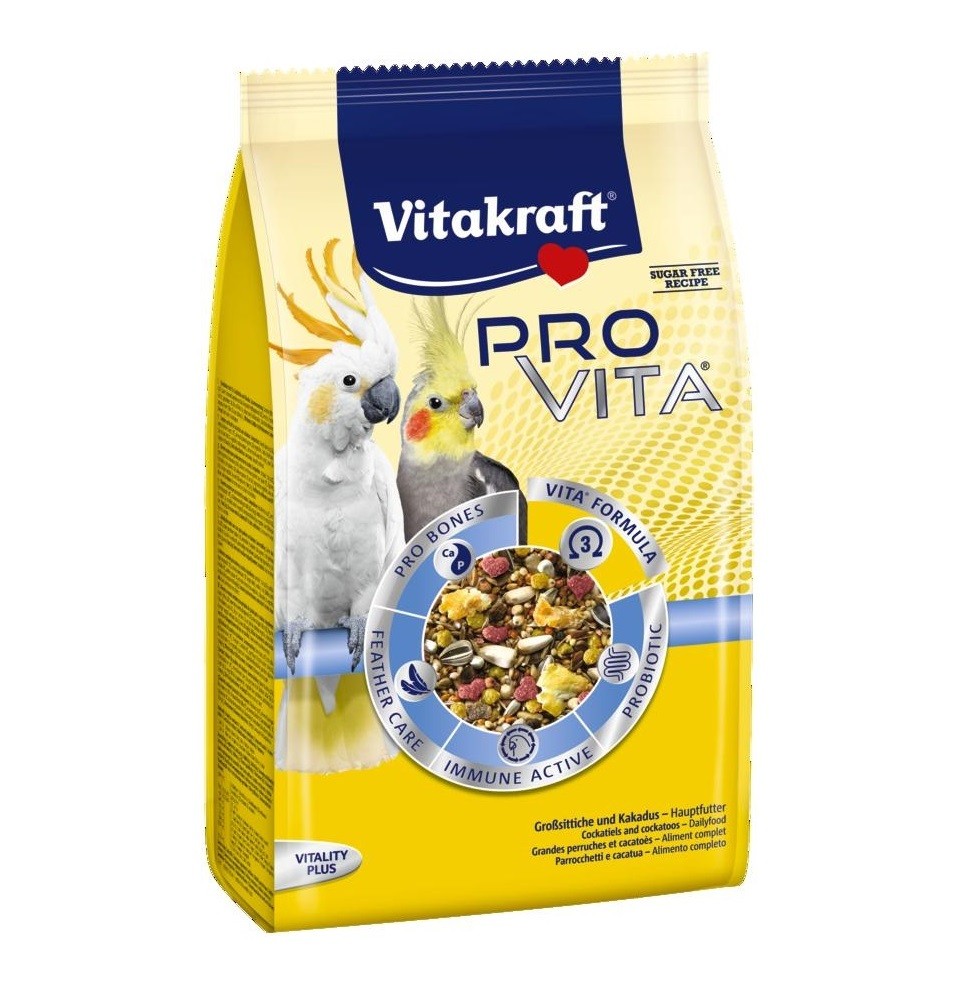 Vitakraft®
SUGAR FREE
RECIPE
PRO
VITA®
VITA® FORMULA
3
PRO BONES
Ca
P
FEATHER CARE
PROBIOTIC
IMMUNE ACTIVE
Großsittiche und Kakadus – Hauptfutter
Cockatiels and cockatoos – Dailyfood
Grandes perruches et cacatoès – Aliment complet
Parrocchetti e cacatua – Alimento completo
VITALITY
PLUS